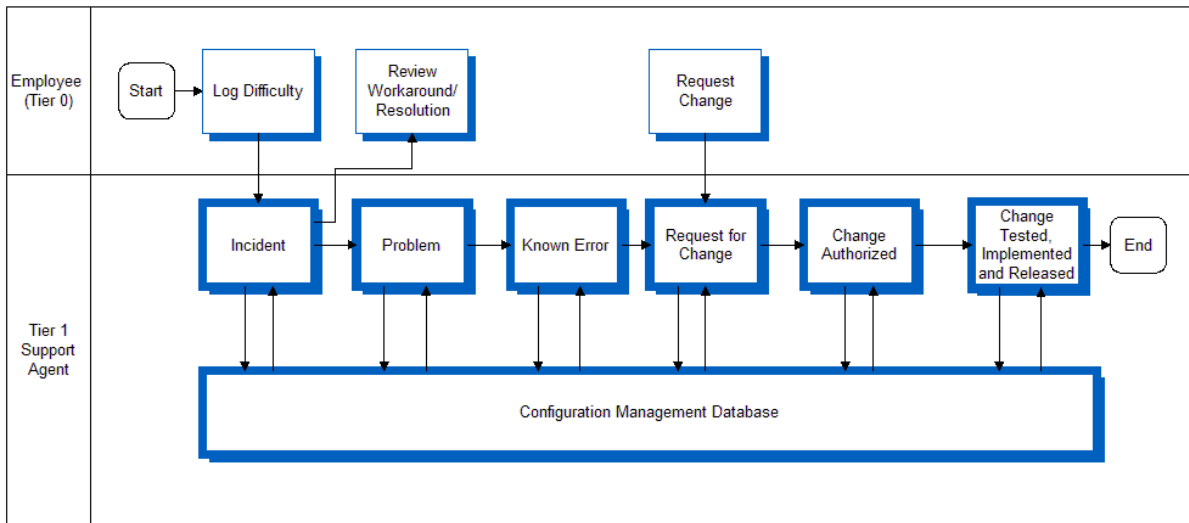 Employee
(Tier 0)
Start
Log Difficulty
Review
Workaround/
Resolution
Request
Change
Tier 1
Support
Agent
Incident
Problem
Known Error
Request for
Change
Change
Authorized
Change
Tested,
Implemented
and Released
End
Configuration Management Database